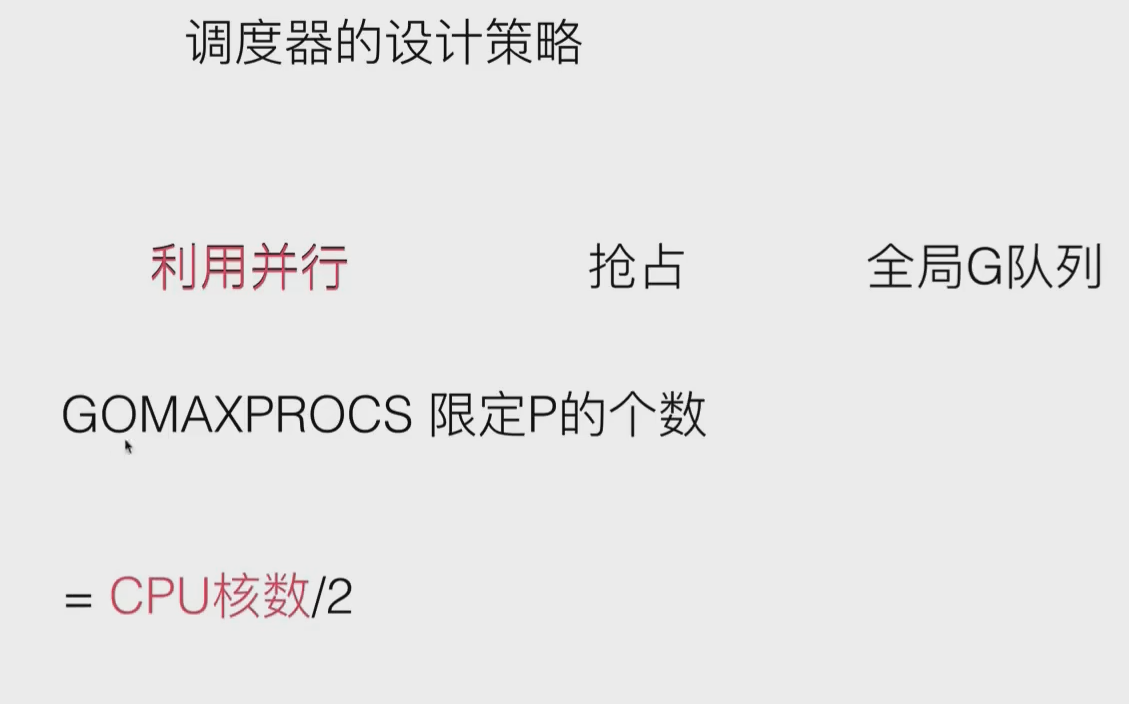 调度器的设计策略
利用并行 抢占 全局G队列
GOMAXPROCS 限定P的个数
= CPU核数/2